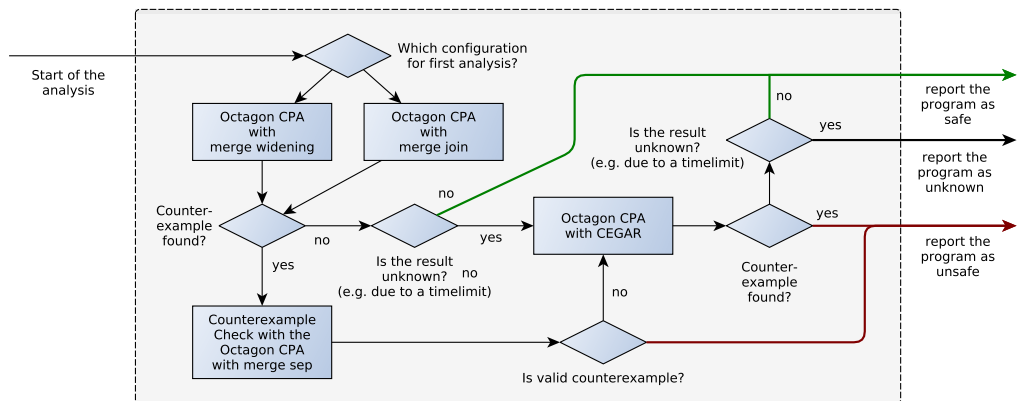 Start of the
analysis
Which configuration
for first analysis?
Octagon CPA
with
merge widening
Octagon CPA
with
merge join
Counter-
example
found?
no
yes
no
Is the result
unknown?
(e.g. due to a timelimit)
no
yes
Octagon CPA
with CEGAR
Is the result
unknown?
(e.g. due to a timelimit)
no
yes
yes
Counter-
example
found?
Counterexample
Check with the
Octagon CPA
with merge sep
no
Is valid counterexample?
report the
program as
safe
report the
program as
unknown
report the
program as
unsafe